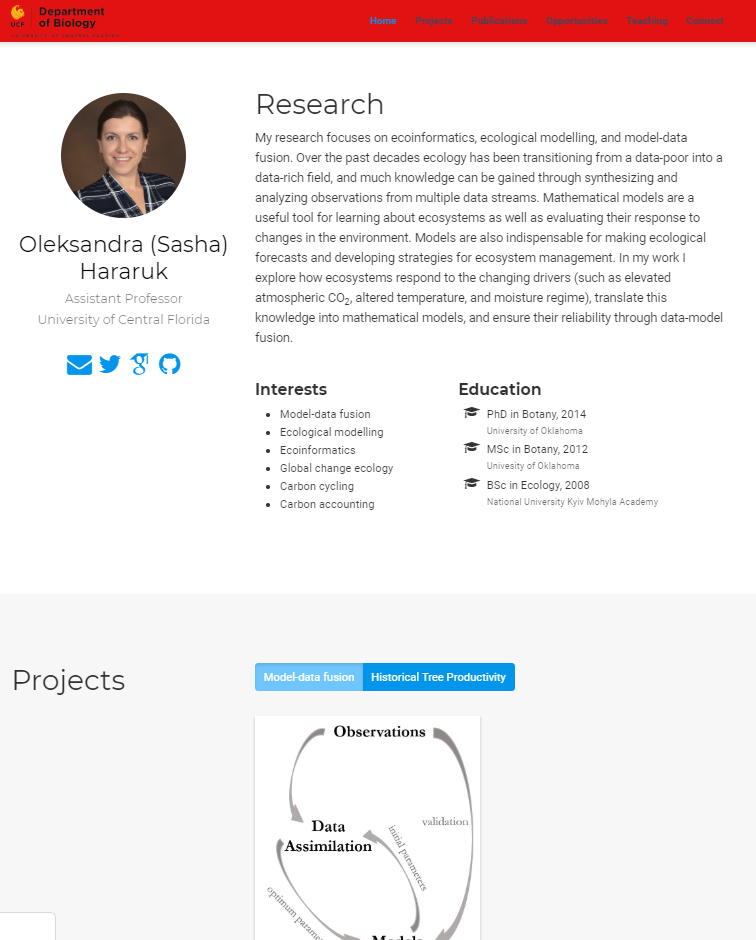 Department
of Biology
UCF
UNIVERSITY OF CENTRAL FLORIDA
Home Projects Publications Opportunities Teaching Connect
Oleksandra (Sasha)
Hararuk
Assistant Professor
University of Central Florida
Research
My research focuses on ecoinformatics, ecological modelling, and model-data
fusion. Over the past decades ecology has been transitioning from a data-poor into a
data-rich field, and much knowledge can be gained through synthesizing and
analyzing observations from multiple data streams. Mathematical models are a
useful tool for learning about ecosystems as well as evaluating their response to
changes in the environment. Models are also indispensable for making ecological
forecasts and developing strategies for ecosystem management. In my work I
explore how ecosystems respond to the changing drivers (such as elevated
atmospheric CO₂, altered temperature, and moisture regime), translate this
knowledge into mathematical models, and ensure their reliability through data-model
fusion.
Interests
Model-data fusion
Ecological modelling
Ecoinformatics
Global change ecology
Carbon cycling
Carbon accounting
Education
PhD in Botany, 2014
University of Oklahoma
MSc in Botany, 2012
Univesity of Oklahoma
BSc in Ecology, 2008
National University Kyiv Mohyla Academy
Projects
Model-data fusion Historical Tree Productivity
Observations
validation
Data
Assimilation
initial parameters
optimum
Models